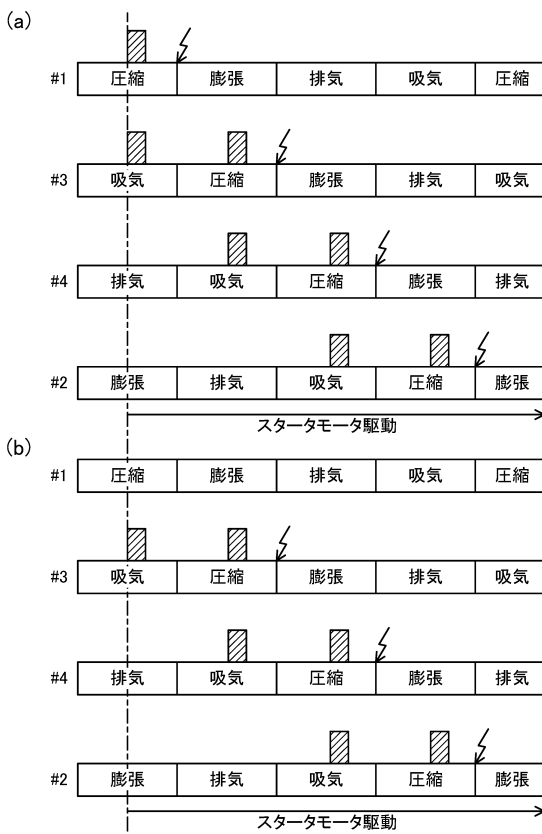 (a)
#1 圧縮 膨張 排気 吸気 圧縮
#3 吸気 圧縮 膨張 排気 吸気
#4 排気 吸気 圧縮 膨張 排気
#2 膨張 排気 吸気 圧縮 膨張
スタータモータ駆動
(b)
#1 圧縮 膨張 排気 吸気 圧縮
#3 吸気 圧縮 膨張 排気 吸気
#4 排気 吸気 圧縮 膨張 排気
#2 膨張 排気 吸気 圧縮 膨張
スタータモータ駆動